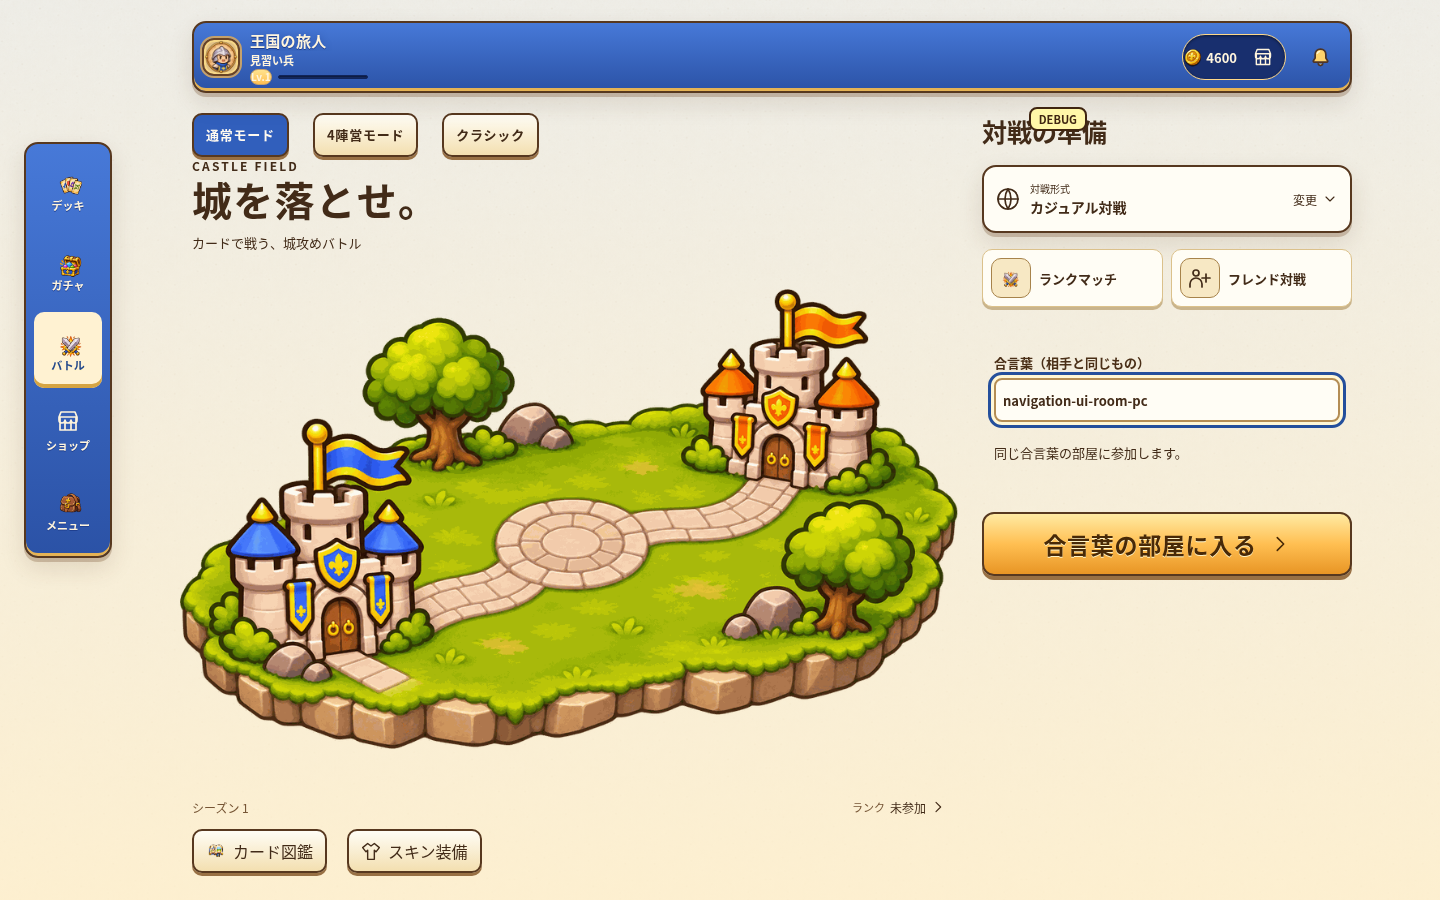 王国の旅人
見習い兵
Lv.1
4600
通常モード
4陣営モード
クラシック
CASTLE FIELD
城を落とせ。
カードで戦う、城攻めバトル
デッキ
ガチャ
バトル
ショップ
メニュー
対戦の準備
DEBUG
対戦形式
カジュアル対戦
変更
ランクマッチ
フレンド対戦
合言葉（相手と同じもの）
navigation-ui-room-pc
同じ合言葉の部屋に参加します。
合言葉の部屋に入る
シーズン 1
ランク 未参加
カード図鑑
スキン装備